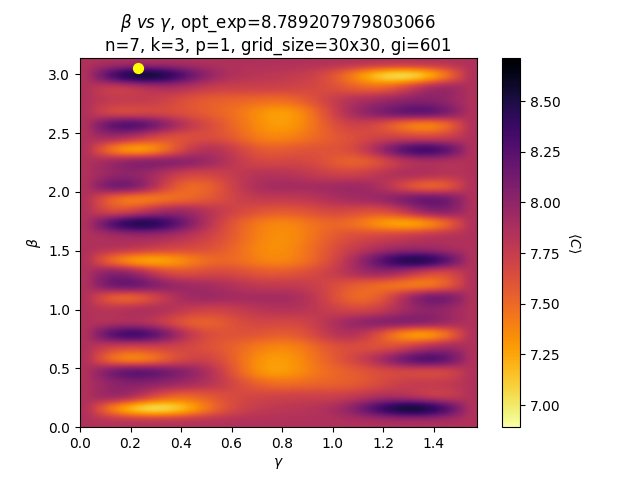 β vs γ, opt_exp=8.789207979803066
n=7, k=3, p=1, grid_size=30x30, gi=601
3.0
2.5
2.0
1.5
1.0
0.5
0.0
β
0.0 0.2 0.4 0.6 0.8 1.0 1.2 1.4
γ
8.50
8.25
8.00
7.75
7.50
7.25
7.00
⟨C⟩